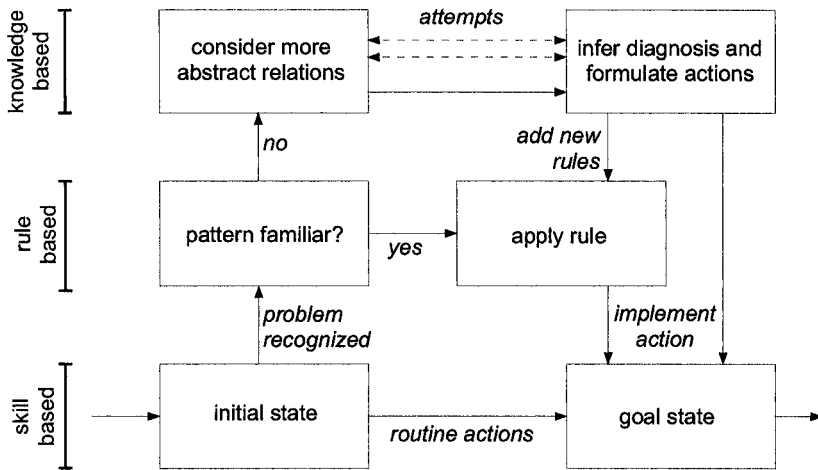 knowledge
based
consider more
abstract relations
attempts
infer diagnosis and
formulate actions
no
add new
rules
rule
based
pattern familiar?
yes
apply rule
problem
recognized
implement
action
skill
based
initial state
routine actions
goal state